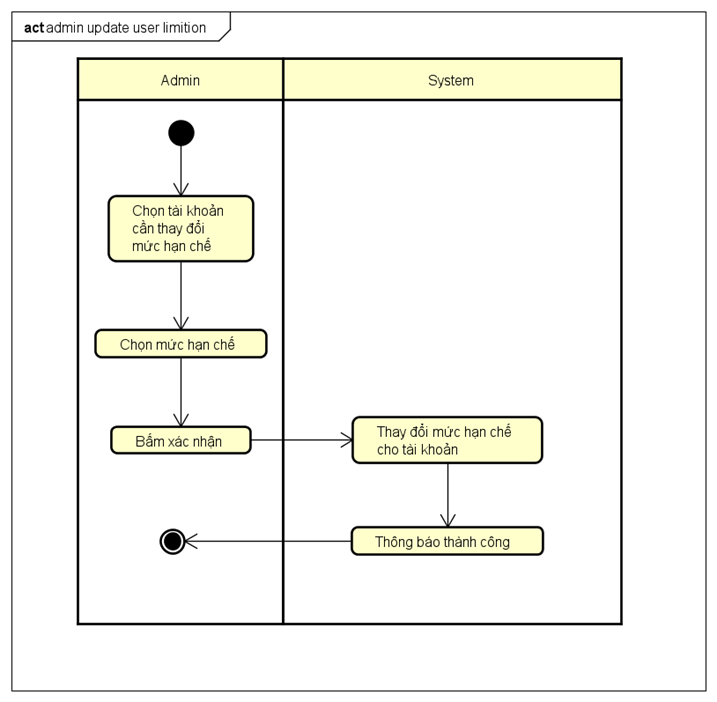 act admin update user limition
Admin
System
Chọn tài khoản
cần thay đổi
mức hạn chế
Chọn mức hạn chế
Bấm xác nhận
Thay đổi mức hạn chế
cho tài khoản
Thông báo thành công